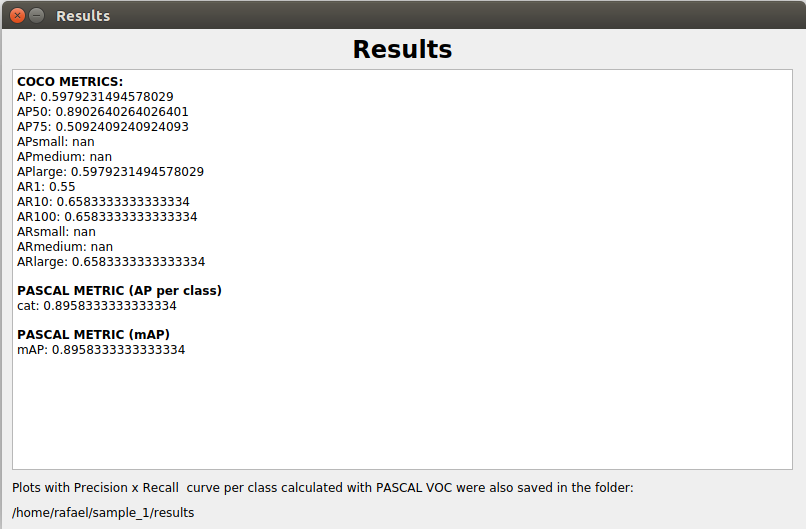 Results
Results
COCO METRICS:
AP: 0.5979231494578029
AP50: 0.8902640264026401
AP75: 0.5092409240924093
APsmall: nan
APmedium: nan
APlarge: 0.5979231494578029
AR1: 0.55
AR10: 0.6583333333333334
AR100: 0.6583333333333334
ARsmall: nan
ARmedium: nan
ARlarge: 0.6583333333333334
PASCAL METRIC (AP per class)
cat: 0.8958333333333334
PASCAL METRIC (mAP)
mAP: 0.8958333333333334
Plots with Precision x Recall  curve per class calculated with PASCAL VOC were also saved in the folder:
/home/rafael/sample_1/results